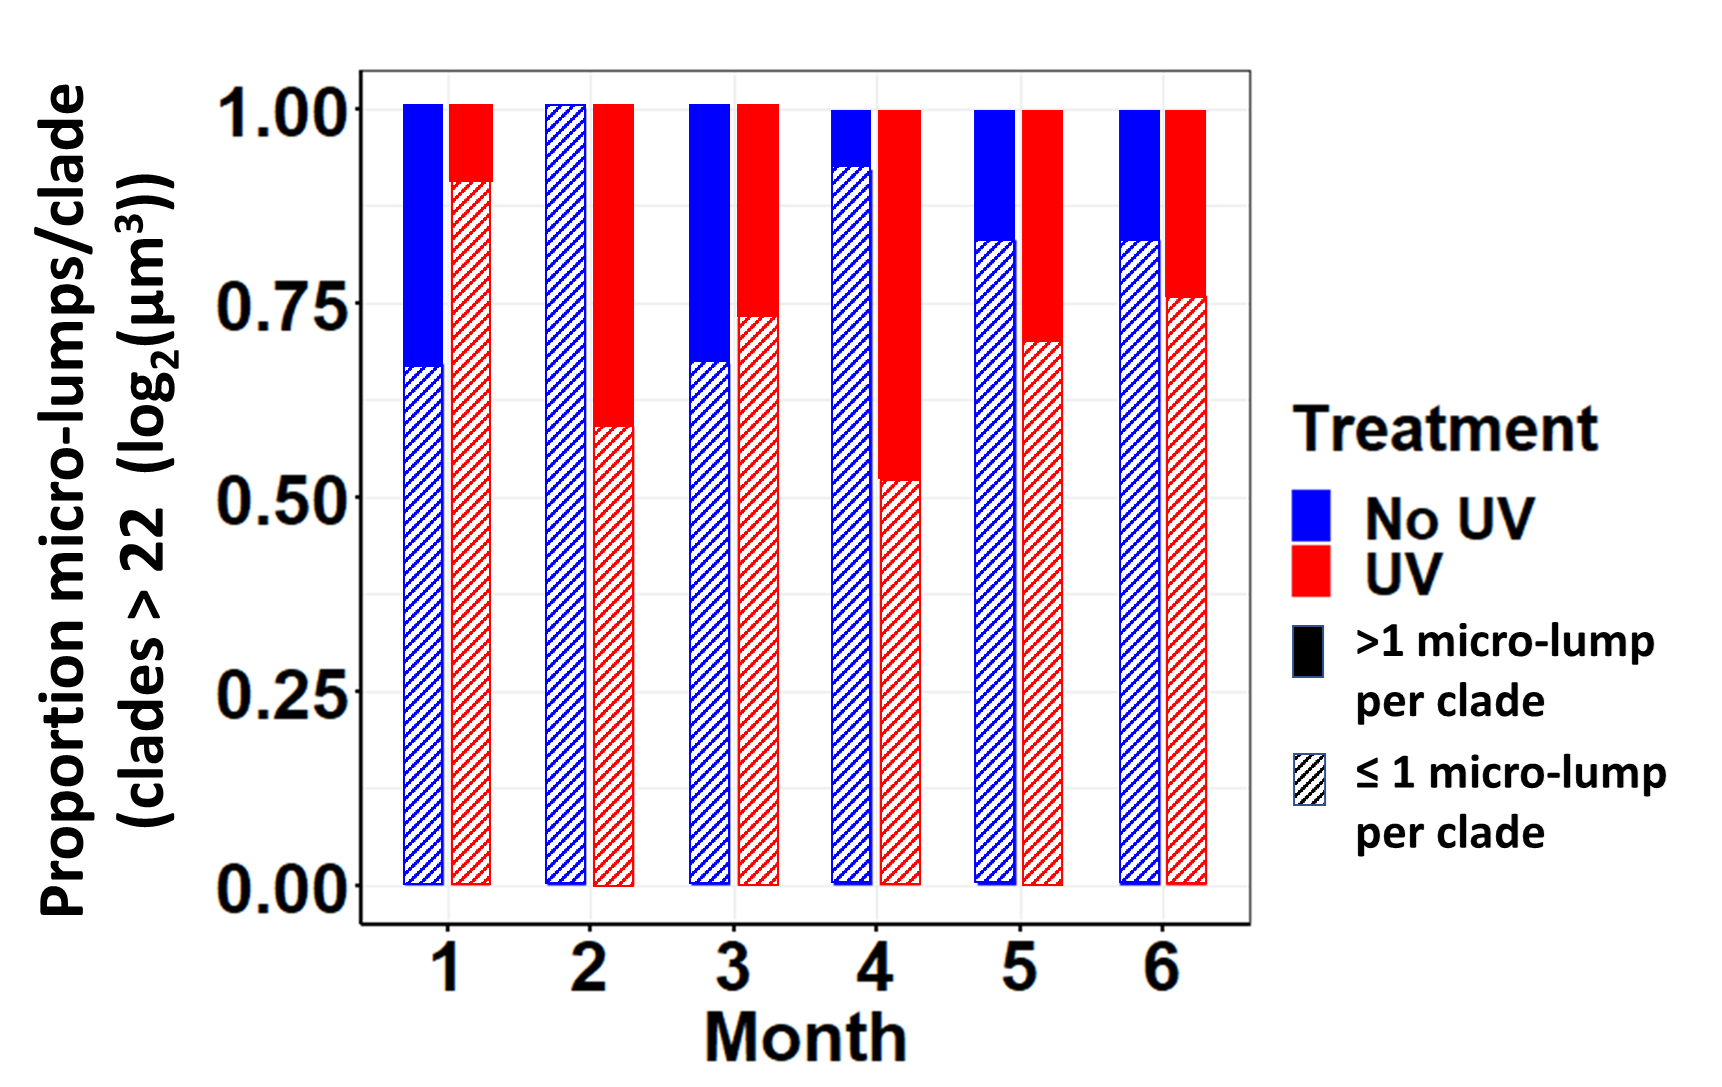 Proportion micro-lumps/clade
(clades > 22 (log₂(µm³))
1.00
0.75
0.50
0.25
0.00
1 2 3 4 5 6
Month
Treatment
No UV
UV
>1 micro-lump
per clade
≤ 1 micro-lump
per clade